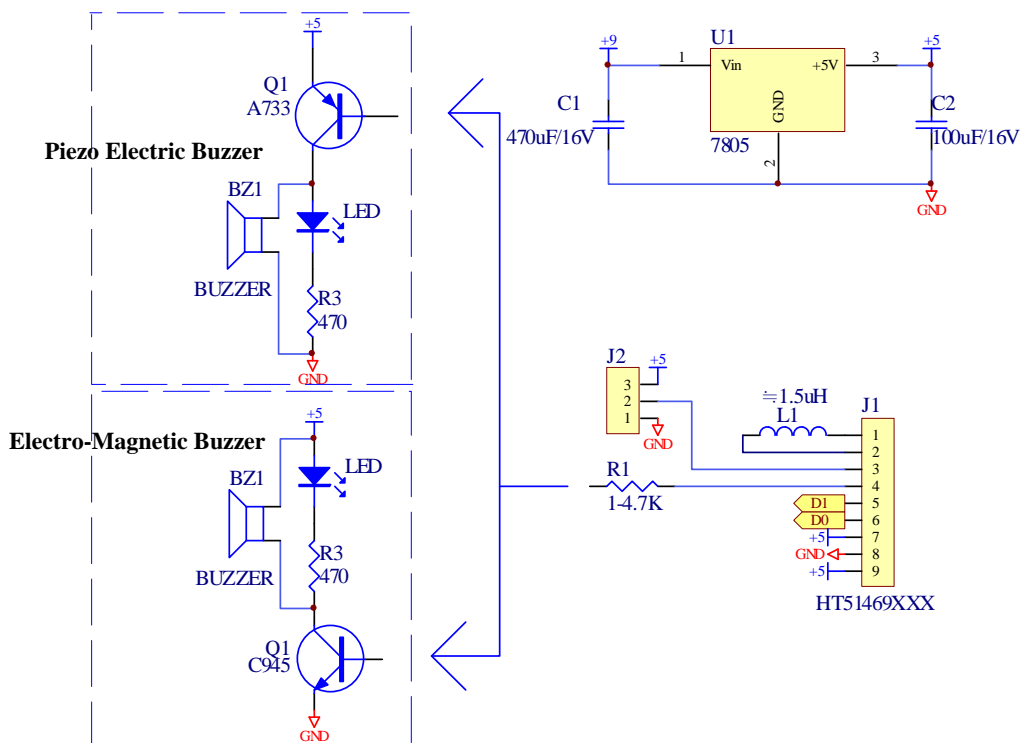 +5
Q1
A733
Piezo Electric Buzzer
BZ1
LED
BUZZER
R3
470
GND
+5
Electro-Magnetic Buzzer
LED
BZ1
R3
470
BUZZER
Q1
C945
GND
+9
U1
+5
1
Vin
+5V
3
C1
470uF/16V
GND
C2
100uF/16V
7805
2
GND
J2
+5
3
2
1
GND
≒1.5uH
L1
J1
R1
1-4.7K
1
2
3
4
D1
5
D0
6
+5
7
GND
8
+5
9
HT51469XXX